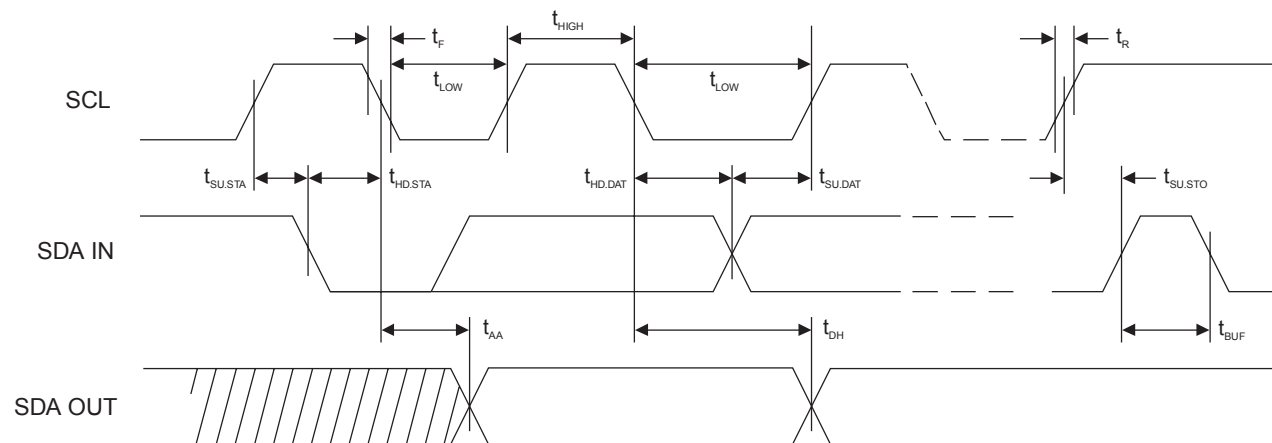 tHIGH
tF
tR
tLOW
tLOW
SCL
tSU.STA
tHD.STA
tHD.DAT
tSU.DAT
tSU.STO
SDA IN
tAA
tDH
tBUF
SDA OUT